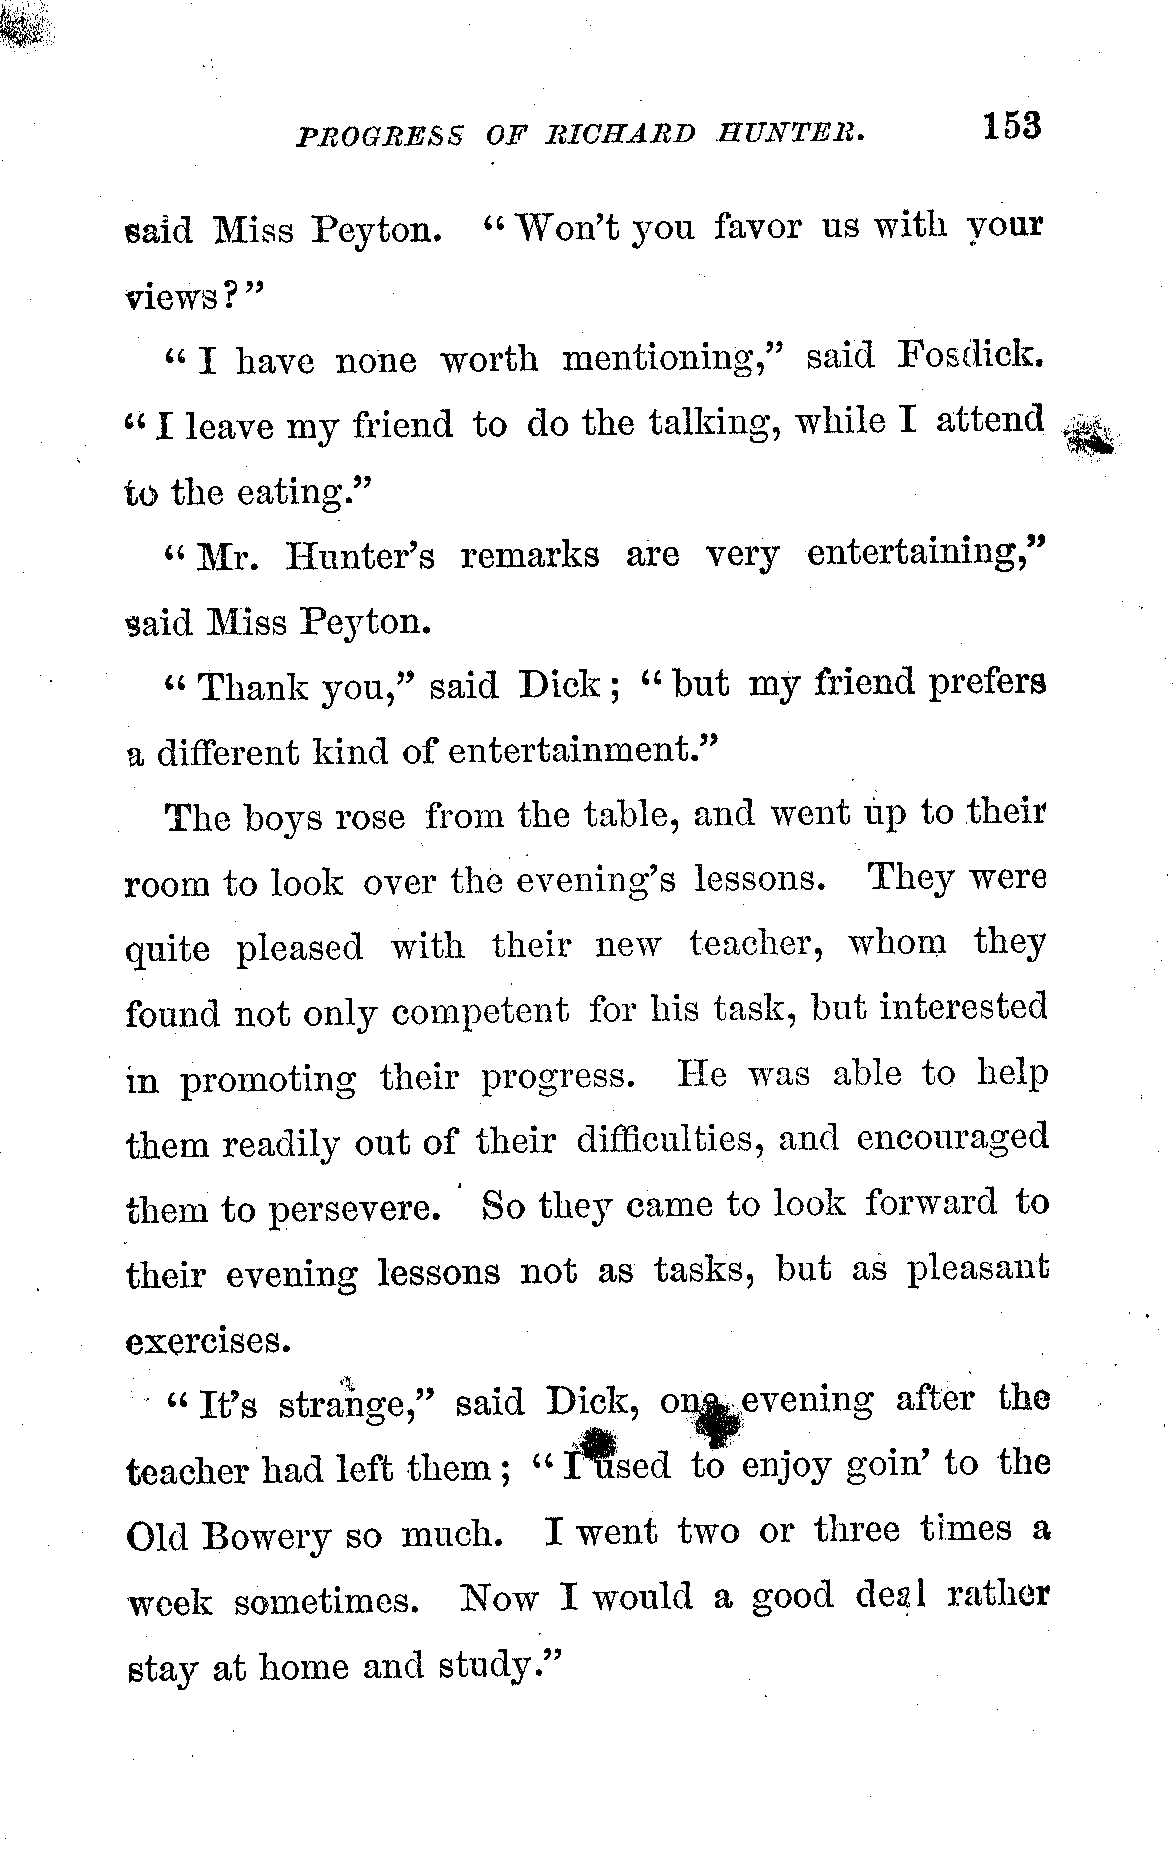 PROGRESS OF RICHARD HUNTER. 153
said Miss Peyton. "Won't you favor us with your
views?"
"I have none worth mentioning," said Fosdick.
"I leave my friend to do the talking, while I attend
to the eating."
"Mr. Hunter's remarks are very entertaining,"
said Miss Peyton.
"Thank you," said Dick; "but my friend prefers
a different kind of entertainment."
The boys rose from the table, and went up to their
room to look over the evening's lessons. They were
quite pleased with their new teacher, whom they
found not only competent for his task, but interested
in promoting their progress. He was able to help
them readily out of their difficulties, and encouraged
them to persevere. So they came to look forward to
their evening lessons not as tasks, but as pleasant
exercises.
"It's strange," said Dick, one evening after the
teacher had left them; "I used to enjoy goin' to the
Old Bowery so much. I went two or three times a
week sometimes. Now I would a good deal rather
stay at home and study."